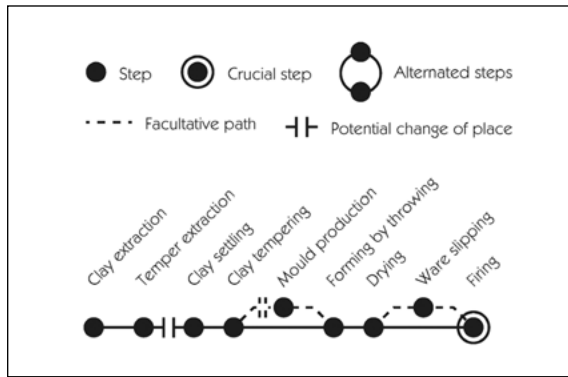 Step
Crucial step
Alternated steps
Facultative path
Potential change of place
Clay extraction
Temper extraction
Clay settling
Clay tempering
Mould production
Forming by throwing
Drying
Ware slipping
Firing